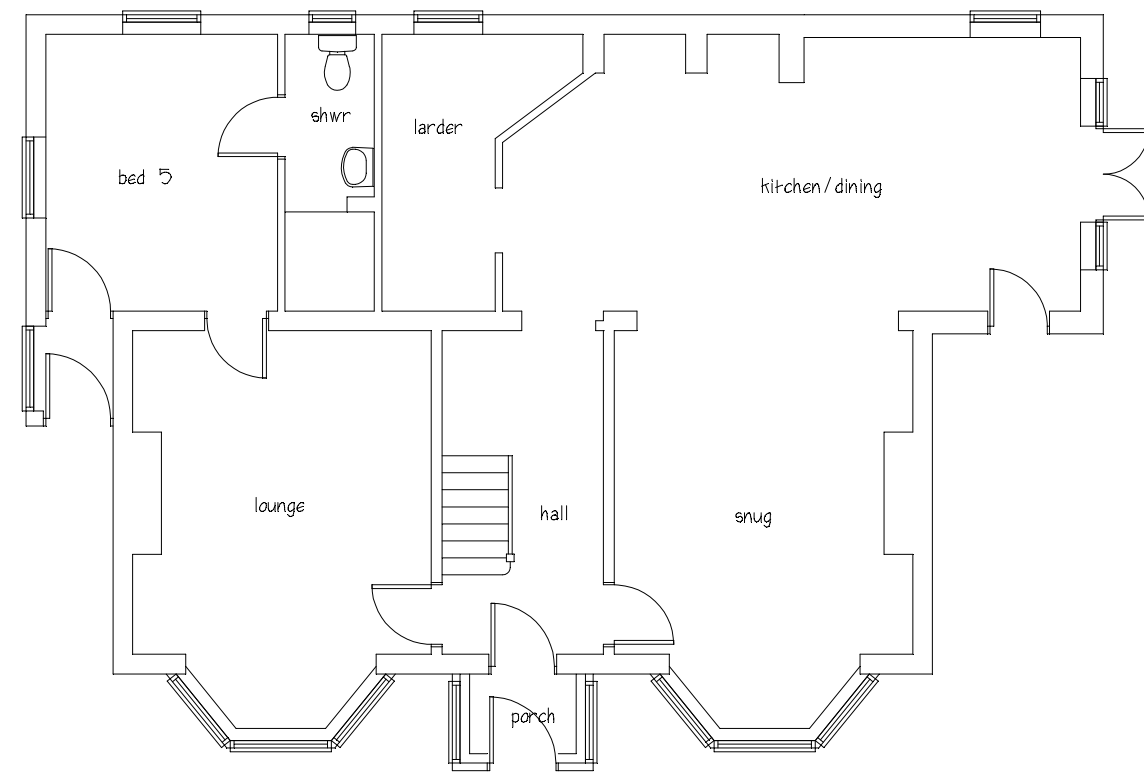 shwr
larder
bed 5
kitchen/dining
lounge
hall
snug
porch